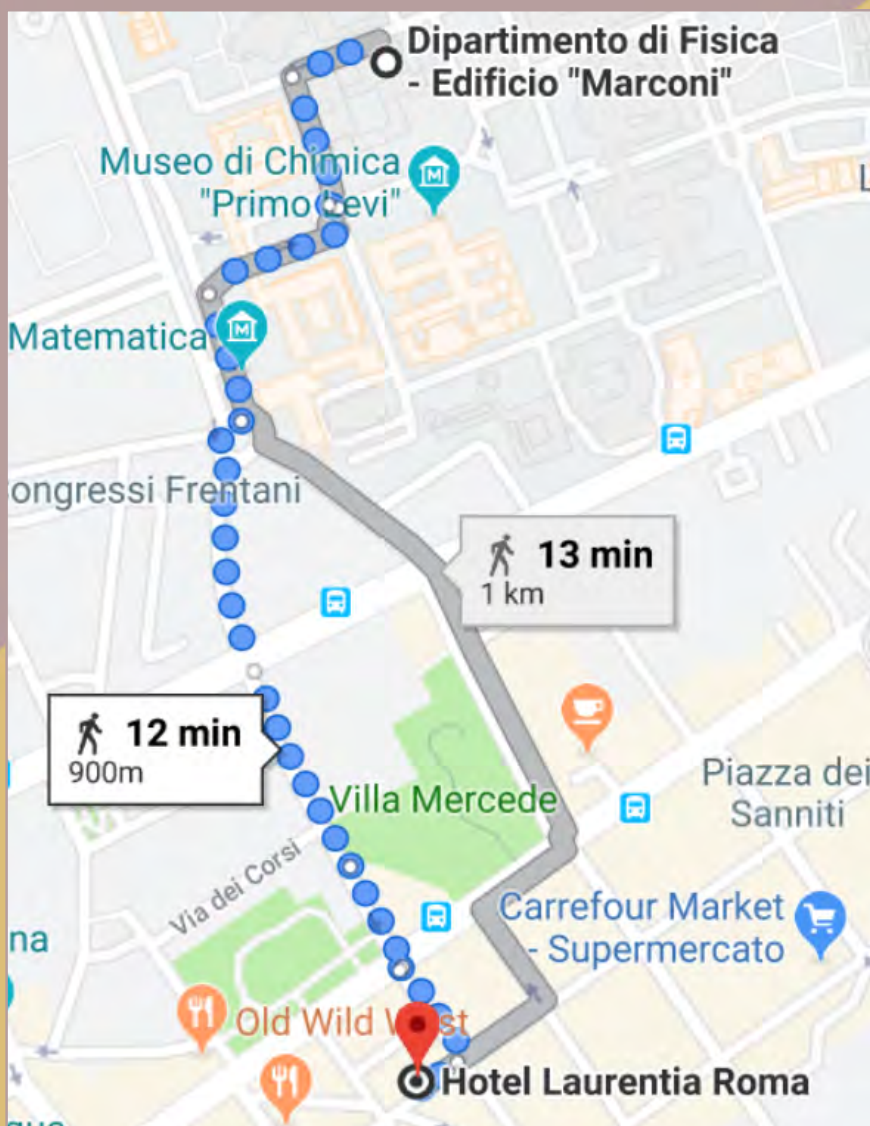 Dipartimento di Fisica
- Edificio "Marconi"
Museo di Chimica
"Primo Levi"
L
Matematica
ongressi Frentani
13 min
1 km
12 min
900m
Villa Mercede
Piazza dei
Sanniti
Via dei Corsi
Carrefour Market
- Supermercato
na
Old Wild West
Hotel Laurentia Roma